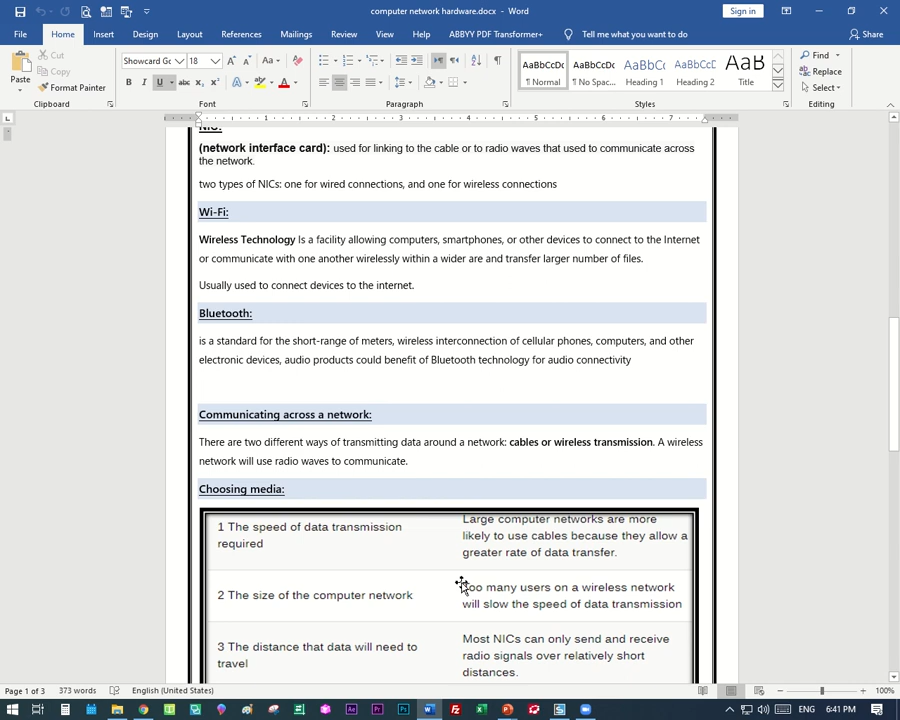 computer network hardware.docx - Word
Sign in
File Home Insert Design Layout References Mailings Review View Help ABBYY PDF Transformer+ Tell me what you want to do Share
Paste
Cut
Copy
Format Painter
Clipboard
Showcard Gc 18
Font
Paragraph
AaBbCcDc AaBbCcDc AaBbCc AaBbCcC AaB
¶ Normal ¶ No Spac... Heading 1 Heading 2 Title
Styles
Find
Replace
Select
Editing
1 2 3 4 5 6 7
NIC:
(network interface card): used for linking to the cable or to radio waves that used to communicate across
the network.
two types of NICs: one for wired connections, and one for wireless connections
Wi-Fi:
Wireless Technology Is a facility allowing computers, smartphones, or other devices to connect to the Internet
or communicate with one another wirelessly within a wider are and transfer larger number of files.
Usually used to connect devices to the internet.
Bluetooth:
is a standard for the short-range of meters, wireless interconnection of cellular phones, computers, and other
electronic devices, audio products could benefit of Bluetooth technology for audio connectivity
Communicating across a network:
There are two different ways of transmitting data around a network: cables or wireless transmission. A wireless
network will use radio waves to communicate.
Choosing media:
1 The speed of data transmission
required
Large computer networks are more
likely to use cables because they allow a
greater rate of data transfer.
2 The size of the computer network
Too many users on a wireless network
will slow the speed of data transmission
3 The distance that data will need to
travel
Most NICs can only send and receive
radio signals over relatively short
distances.
Page 1 of 3 373 words English (United States) 100%
ENG 6:41 PM